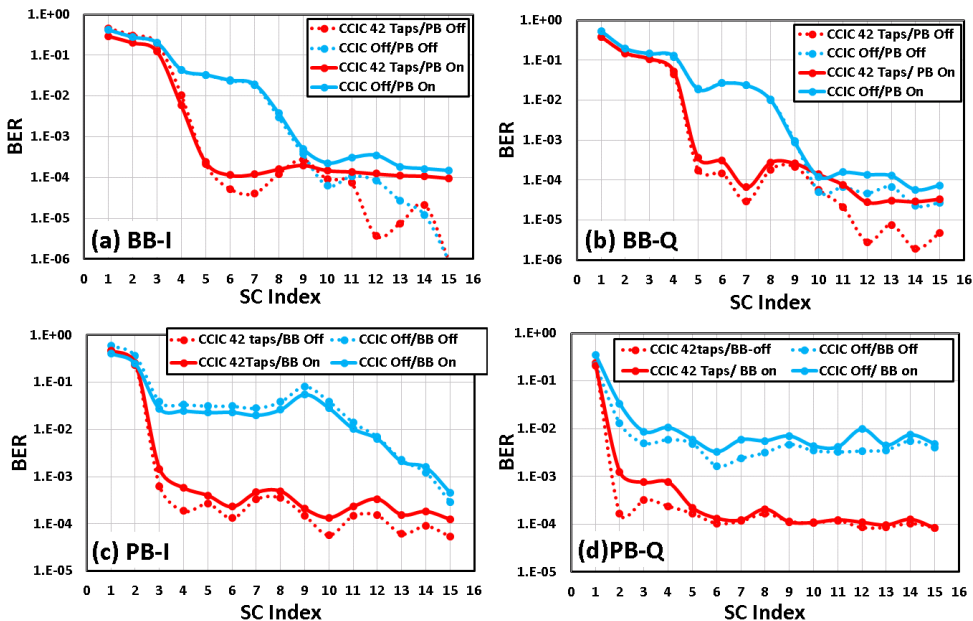 1.E+00
1.E-01
1.E-02
1.E-03
1.E-04
1.E-05
1.E-06
BER
CCIC 42 Taps/PB Off
CCIC Off/PB Off
CCIC 42 Taps/PB On
CCIC Off/PB On
(a) BB-I
0 1 2 3 4 5 6 7 8 9 10 11 12 13 14 15 16
SC Index
1.E+00
1.E-01
1.E-02
1.E-03
1.E-04
1.E-05
1.E-06
BER
CCIC 42 Taps/PB Off
CCIC Off/PB Off
CCIC 42 Taps/ PB On
CCIC Off/PB On
(b) BB-Q
0 1 2 3 4 5 6 7 8 9 10 11 12 13 14 15 16
SC Index
1.E+00
1.E-01
1.E-02
1.E-03
1.E-04
1.E-05
BER
CCIC 42 taps/BB Off CCIC Off/BB Off
CCIC 42Taps/BB On CCIC Off/BB On
(c) PB-I
0 1 2 3 4 5 6 7 8 9 10 11 12 13 14 15 16
SC Index
1.E+00
1.E-01
1.E-02
1.E-03
1.E-04
1.E-05
BER
CCIC 42taps/BB-off CCIC Off/BB Off
CCIC 42 Taps/ BB on CCIC Off/ BB on
(d)PB-Q
0 1 2 3 4 5 6 7 8 9 10 11 12 13 14 15 16
SC Index